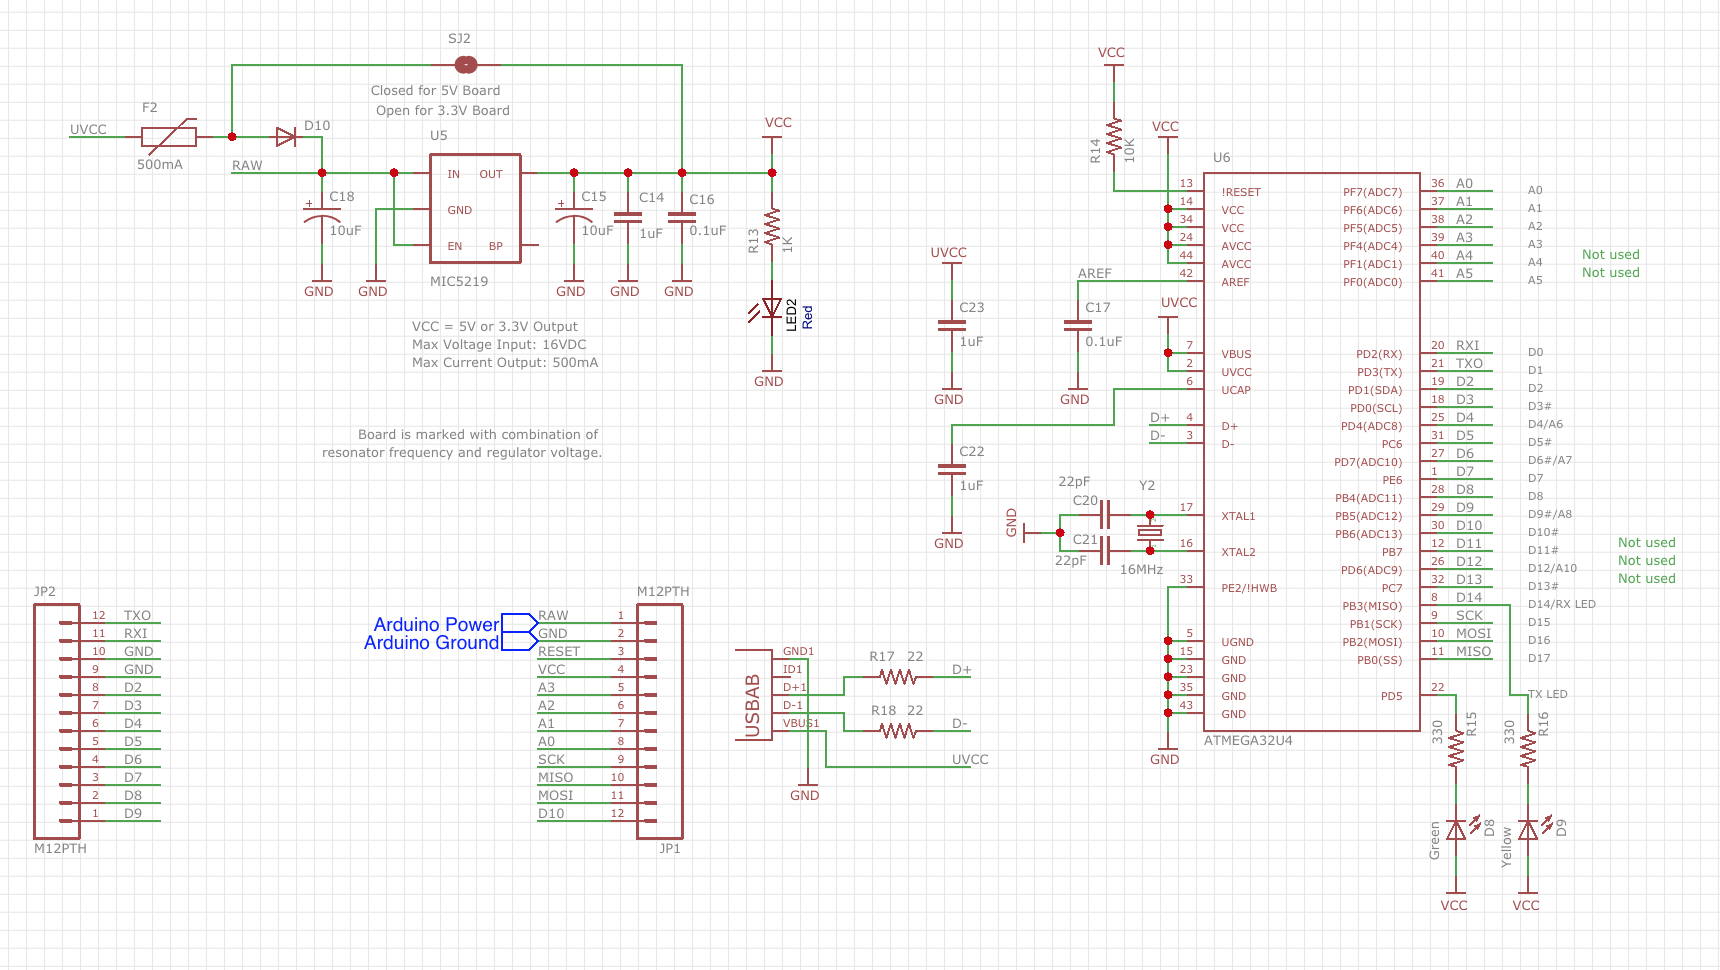 SJ2
Closed for 5V Board
Open for 3.3V Board
F2
UVCC
500mA
D10
RAW
U5
IN
OUT
GND
EN
BP
MIC5219
C18
10uF
GND
GND
C15
10uF
GND
C14
1uF
GND
C16
0.1uF
GND
VCC
R13
1K
LED2
Red
GND
VCC = 5V or 3.3V Output
Max Voltage Input: 16VDC
Max Current Output: 500mA
Board is marked with combination of
resonator frequency and regulator voltage.
UVCC
C23
1uF
GND
C22
1uF
GND
AREF
C17
0.1uF
GND
VCC
R14
10K
VCC
UVCC
D+
D-
22pF
C20
C21
22pF
Y2
16MHz
GND
GND
U6
13 !RESET
14 VCC
34 VCC
24 AVCC
44 AVCC
42 AREF
7 VBUS
2 UVCC
6 UCAP
4 D+
3 D-
17 XTAL1
16 XTAL2
33 PE2/!HWB
5 UGND
15 GND
23 GND
35 GND
43 GND
ATMEGA32U4
PF7(ADC7) 36 A0 A0
PF6(ADC6) 37 A1 A1
PF5(ADC5) 38 A2 A2
PF4(ADC4) 39 A3 A3
PF1(ADC1) 40 A4 A4 Not used
PF0(ADC0) 41 A5 A5 Not used
PD2(RX) 20 RXI D0
PD3(TX) 21 TXO D1
PD1(SDA) 19 D2 D2
PD0(SCL) 18 D3 D3#
PD4(ADC8) 25 D4 D4/A6
PC6 31 D5 D5#
PD7(ADC10) 27 D6 D6#/A7
PE6 1 D7 D7
PB4(ADC11) 28 D8 D8
PB5(ADC12) 29 D9 D9#/A8
PB6(ADC13) 30 D10 D10#
PB7 12 D11 D11# Not used
PD6(ADC9) 26 D12 D12/A10 Not used
PC7 32 D13 D13# Not used
PB3(MISO) 8 D14 D14/RX LED
PB1(SCK) 9 SCK D15
PB2(MOSI) 10 MOSI D16
PB0(SS) 11 MISO D17
PD5 22 TX LED
330
R15
330
R16
Green
D8
Yellow
D9
VCC
VCC
JP2
12 TXO
11 RXI
10 GND
9 GND
8 D2
7 D3
6 D4
5 D5
4 D6
3 D7
2 D8
1 D9
M12PTH
M12PTH
Arduino Power RAW 1
Arduino Ground GND 2
RESET 3
VCC 4
A3 5
A2 6
A1 7
A0 8
SCK 9
MISO 10
MOSI 11
D10 12
JP1
USBAB
GND1
ID1
D+1
D-1
VBUS1
R17 22
D+
R18 22
D-
UVCC
GND